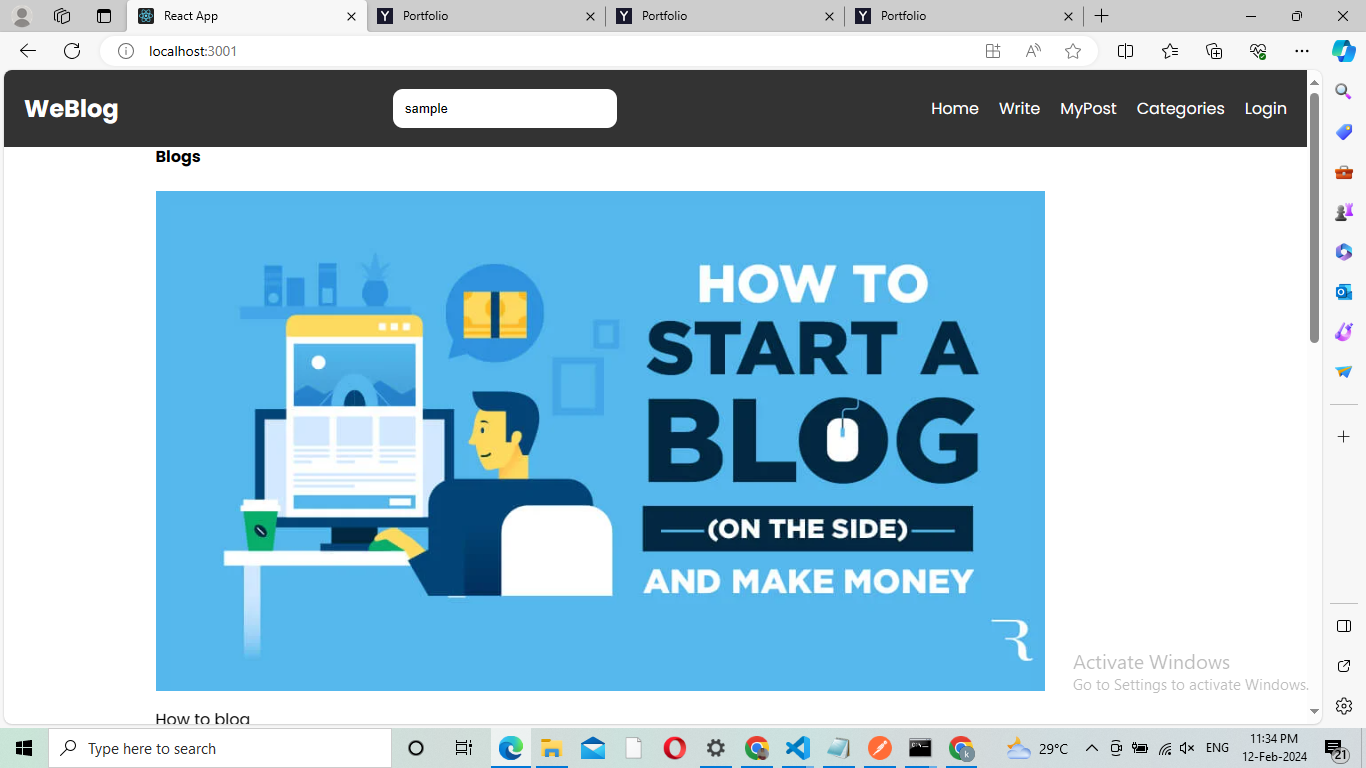 React App
Portfolio
Portfolio
Portfolio
localhost:3001
WeBlog
sample
Home Write MyPost Categories Login
Blogs
HOW TO
START A
BLOG
(ON THE SIDE)
AND MAKE MONEY
R
Activate Windows
Go to Settings to activate Windows.
How to blog
Type here to search
29°C
ENG
11:34 PM
12-Feb-2024
21